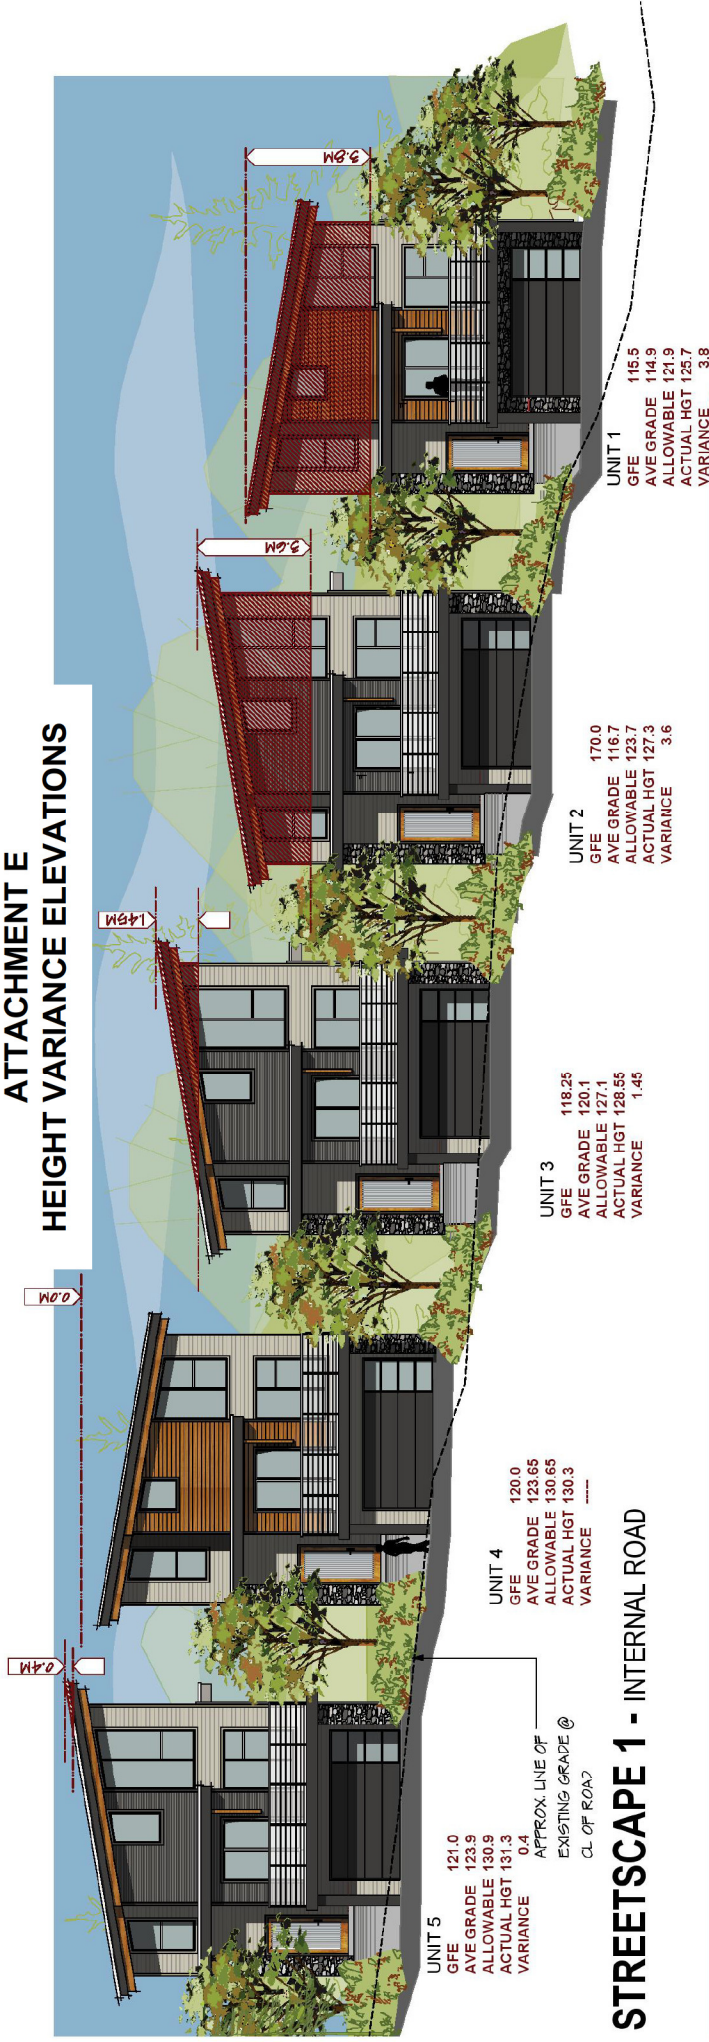 ATTACHMENT E
HEIGHT VARIANCE ELEVATIONS
0.4M
0.0M
1.45M
3.6M
3.8M
UNIT 5
GFE 121.0
AVE GRADE 123.9
ALLOWABLE 130.9
ACTUAL HGT 131.3
VARIANCE 0.4
APPROX. LINE OF
EXISTING GRADE @
CL OF ROAD
UNIT 4
GFE 120.0
AVE GRADE 123.65
ALLOWABLE 130.65
ACTUAL HGT 130.3
VARIANCE ----
UNIT 3
GFE 118.25
AVE GRADE 120.1
ALLOWABLE 127.1
ACTUAL HGT 128.55
VARIANCE 1.45
UNIT 2
GFE 170.0
AVE GRADE 116.7
ALLOWABLE 123.7
ACTUAL HGT 127.3
VARIANCE 3.6
UNIT 1
GFE 115.5
AVE GRADE 114.9
ALLOWABLE 121.9
ACTUAL HGT 125.7
VARIANCE 3.8
STREETSCAPE 1 - INTERNAL ROAD